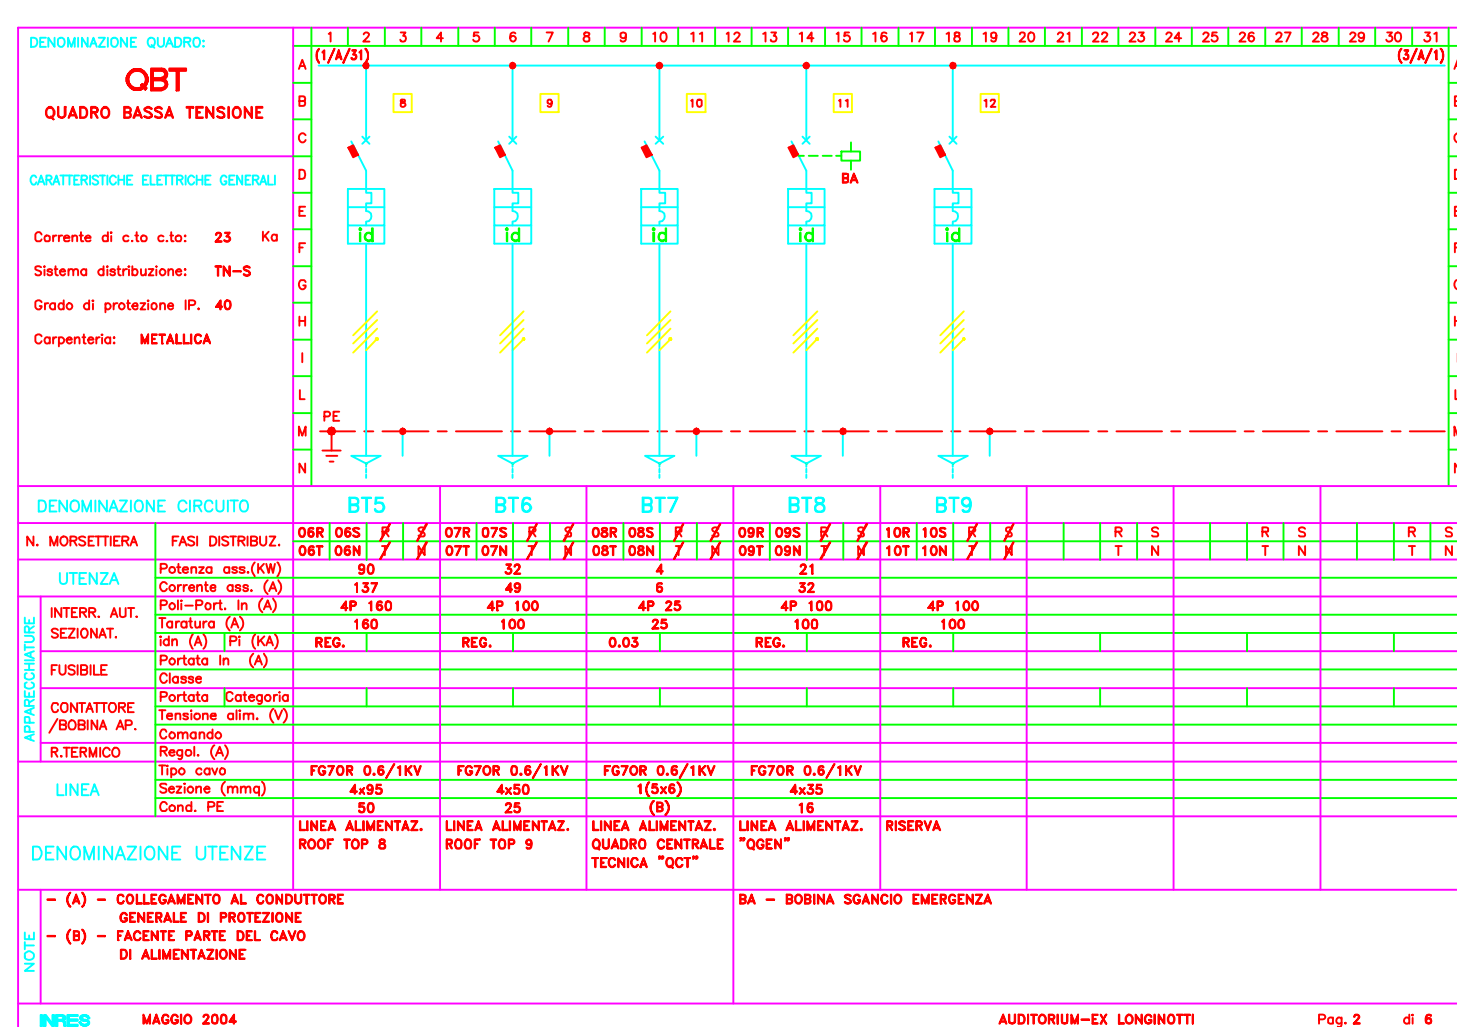 DENOMINAZIONE QUADRO:
QBT
QUADRO BASSA TENSIONE
CARATTERISTICHE ELETTRICHE GENERALI
Corrente di c.to c.to: 23 Ka
Sistema distribuzione: TN-S
Grado di protezione IP. 40
Carpenteria: METALLICA
1 2 3 4 5 6 7 8 9 10 11 12 13 14 15 16 17 18 19 20 21 22 23 24 25 26 27 28 29 30 31
(1/A/31) (3/A/1)
A
B 8 9 10 11 12
C
D BA
E
F id id id id id
G
H
I
L
PE
M
N
DENOMINAZIONE CIRCUITO BT5 BT6 BT7 BT8 BT9
N. MORSETTIERA FASI DISTRIBUZ.
06R 06S R S 07R 07S R S 08R 08S R S 09R 09S R S 10R 10S R S R S R S R S
06T 06N T N 07T 07N T N 08T 08N T N 09T 09N T N 10T 10N T N T N T N T N
UTENZA
Potenza ass.(KW) 90 32 4 21
Corrente ass. (A) 137 49 6 32
APPARECCHIATURE
INTERR. AUT. SEZIONAT.
Poli-Port. In (A) 4P 160 4P 100 4P 25 4P 100 4P 100
Taratura (A) 160 100 25 100 100
idn (A) Pi (KA) REG. REG. 0.03 REG. REG.
FUSIBILE
Portata In (A)
Classe
CONTATTORE /BOBINA AP.
Portata Categoria
Tensione alim. (V)
Comando
R.TERMICO Regol. (A)
LINEA
Tipo cavo FG7OR 0.6/1KV FG7OR 0.6/1KV FG7OR 0.6/1KV FG7OR 0.6/1KV
Sezione (mmq) 4x95 4x50 1(5x6) 4x35
Cond. PE 50 25 (B) 16
DENOMINAZIONE UTENZE
LINEA ALIMENTAZ.
ROOF TOP 8
LINEA ALIMENTAZ.
ROOF TOP 9
LINEA ALIMENTAZ.
QUADRO CENTRALE
TECNICA "QCT"
LINEA ALIMENTAZ.
"QGEN"
RISERVA
NOTE
- (A) - COLLEGAMENTO AL CONDUTTORE
GENERALE DI PROTEZIONE
- (B) - FACENTE PARTE DEL CAVO
DI ALIMENTAZIONE
BA - BOBINA SGANCIO EMERGENZA
INRES MAGGIO 2004 AUDITORIUM-EX LONGINOTTI Pag. 2 di 6